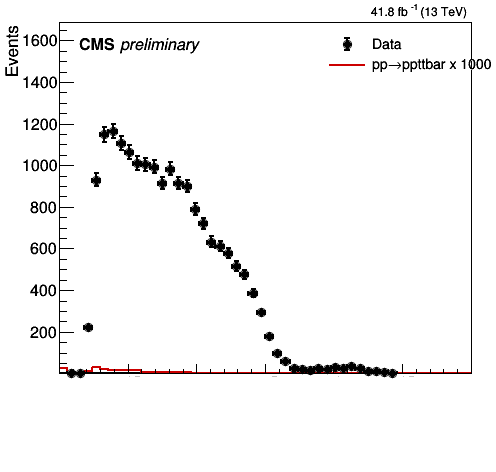 41.8 fb⁻¹ (13 TeV)
Events
CMS preliminary
Data
pp→ppttbar x 1000
1600
1400
1200
1000
800
600
400
200